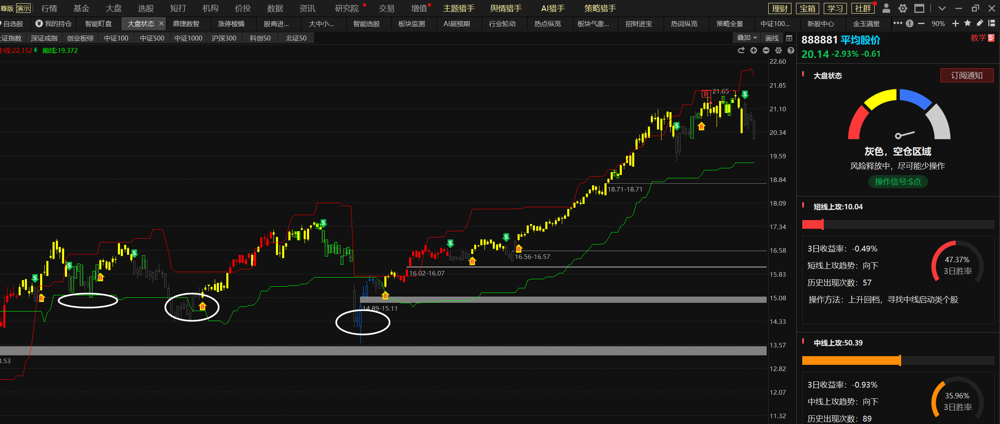 尊版 演示 行情 基金 大盘 选股 短打 机构 价投 数据 资讯 研究院 交易 增值 主题猎手 舆情猎手 AI猎手 策略猎手 理财 宝箱 学习 社群
自选股 我的持仓 智能盯盘 大盘状态 鼎捷数智 涨停棱镜 股商进... 大中小... 智能选股 板块监测 AI超预期 行业轮动 热点纵览 板块气象... 招财进宝 热词纵览 策略全景 中证100... 新股中心 金玉满堂 90%
证指数 深证成指 创业板综 中证100 中证500 中证1000 沪深300 科创50 北证50 叠加 画线
牛线:22.152 熊线:19.372
888881 平均股价 教学
20.14 -2.93% -0.61
22.60
21.85
21.10
20.34
19.59
18.84
18.09
17.34
16.58
15.83
15.08
14.33
13.57
12.82
12.07
11.32
自 21.65
S
S
B
18.71-18.71
S
S
S
B
16.56-16.57
S
S
B
16.02-16.07
S
B
B
B
B
14.89-15.11
3.53
大盘状态
订阅通知
灰色，空仓区域
风险释放中，尽可能少操作
操作信号:S点
短线上攻:10.04
3日收益率：-0.49%
短线上攻趋势：向下
历史出现次数：57
操作方法：上升回档，寻找中线启动类个股
47.37%
3日胜率
中线上攻:50.39
3日收益率：-0.93%
中线上攻趋势：向下
历史出现次数：89
35.96%
3日胜率